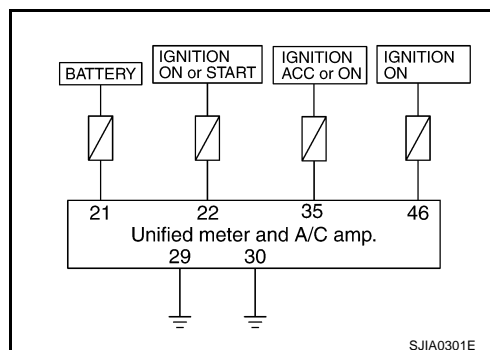 BATTERY
IGNITION
ON or START
IGNITION
ACC or ON
IGNITION
ON
21 22 35 46
Unified meter and A/C amp.
29 30
SJIA0301E